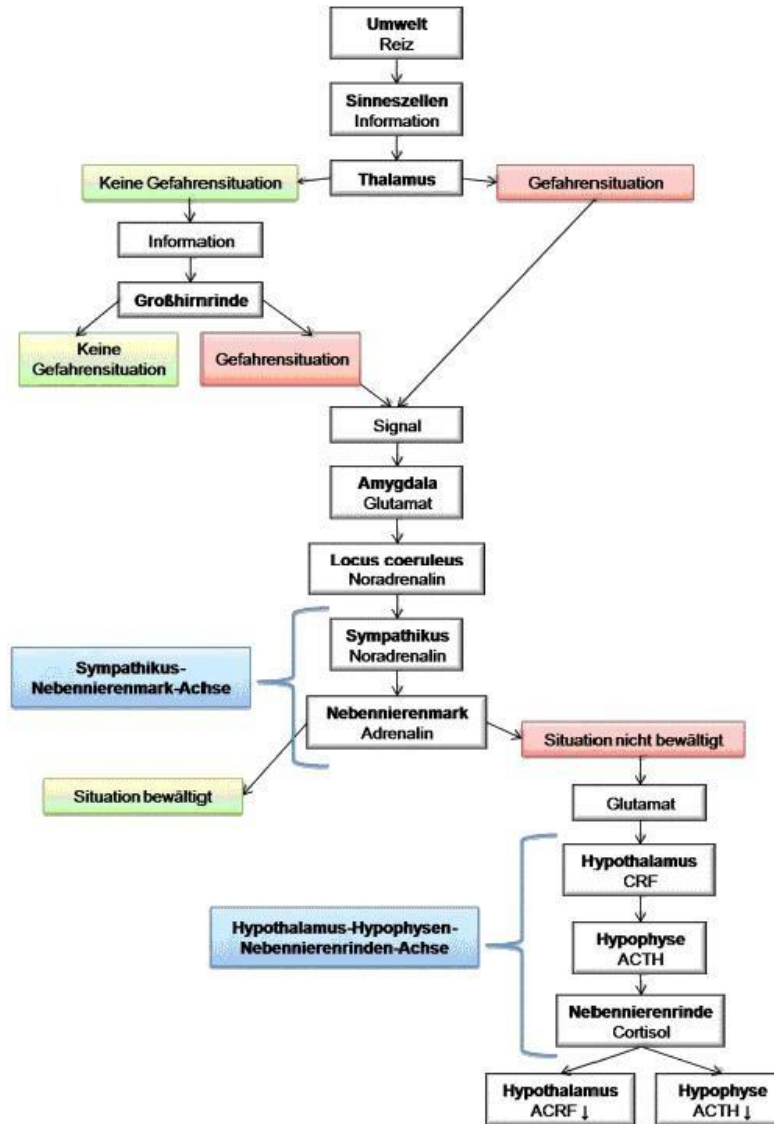 Umwelt
Reiz
Sinneszellen
Information
Keine Gefahrensituation
Thalamus
Gefahrensituation
Information
Großhirnrinde
Keine
Gefahrensituation
Gefahrensituation
Signal
Amygdala
Glutamat
Locus coeruleus
Noradrenalin
Sympathikus
Noradrenalin
Sympathikus-
Nebennierenmark-Achse
Nebennierenmark
Adrenalin
Situation nicht bewältigt
Situation bewältigt
Glutamat
Hypothalamus
CRF
Hypothalamus-Hypophysen-
Nebennierenrinden-Achse
Hypophyse
ACTH
Nebennierenrinde
Cortisol
Hypothalamus
ACRF ↓
Hypophyse
ACTH ↓